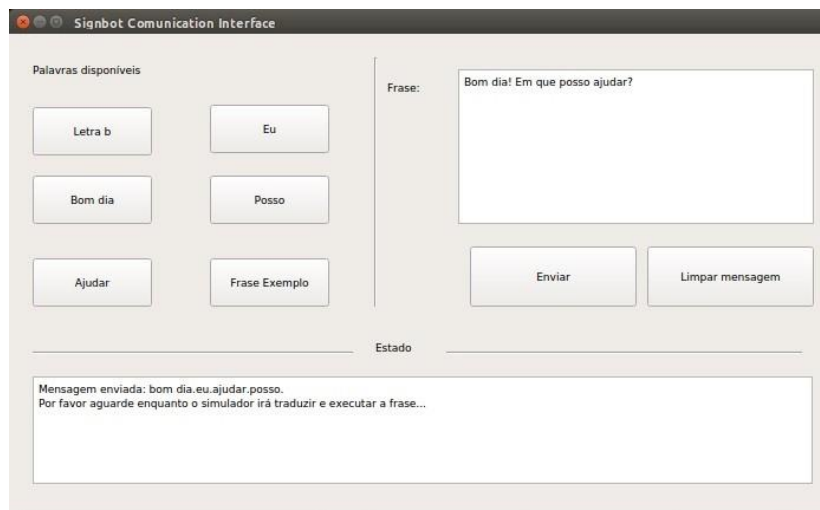 Signbot Comunication Interface
Palavras disponíveis
Letra b
Eu
Bom dia
Posso
Ajudar
Frase Exemplo
Frase:
Bom dia! Em que posso ajudar?
Enviar
Limpar mensagem
Estado
Mensagem enviada: bom dia.eu.ajudar.posso.
Por favor aguarde enquanto o simulador irá traduzir e executar a frase...